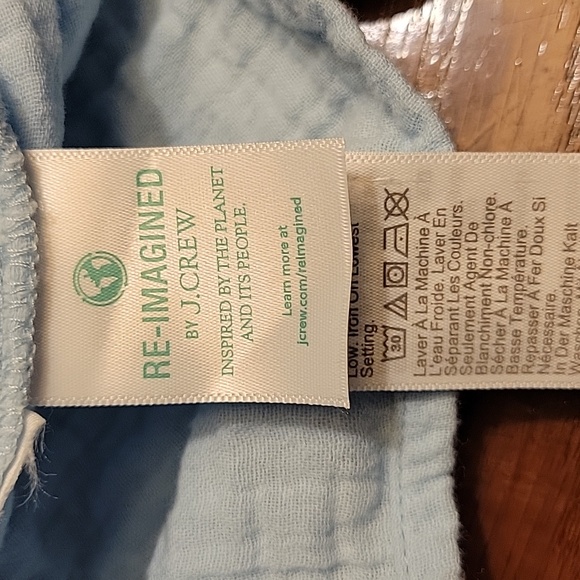 RE-IMAGINED
BY J.CREW
INSPIRED BY THE PLANET
AND ITS PEOPLE.
Learn more at
jcrew.com/reImagined
Low. Iron On Lowest
Setting.
30
Laver À La Machine À
L'eau Froide. Laver En
Séparant Les Couleurs.
Seulement Agent De
Blanchiment Non-chlore.
Sécher À La Machine À
Basse Température.
Repasser À Fer Doux Si
Nécessaire.
In Der Maschine Kalt